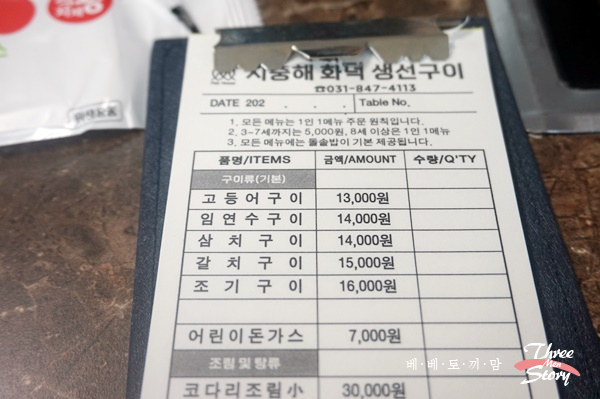 지중해 화덕 생선구이
☎031-847-4113
DATE 202 . . . Table No.
1. 모든 메뉴는 1인 1메뉴 주문 원칙입니다.
2. 3-7세까지는 5,000원, 8세 이상은 1인 1메뉴
3. 모든 메뉴에는 돌솥밥이 기본 제공됩니다.
품명/ITEMS 금액/AMOUNT 수량/Q'TY
구이류(기본)
고등어구이 13,000원
임연수구이 14,000원
삼치구이 14,000원
갈치구이 15,000원
조기구이 16,000원
어린이돈가스 7,000원
조림 및 탕류
코다리조림小 30,000원
베.베.토.끼.맘
Three Men Story